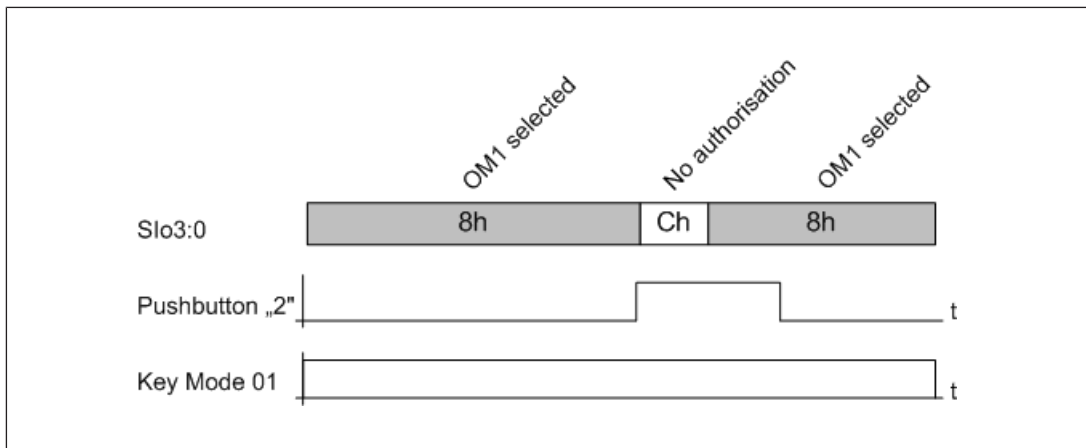 OM1 selected
No authorisation
OM1 selected
SIo3:0
8h
Ch
8h
Pushbutton „2"
t
Key Mode 01
t